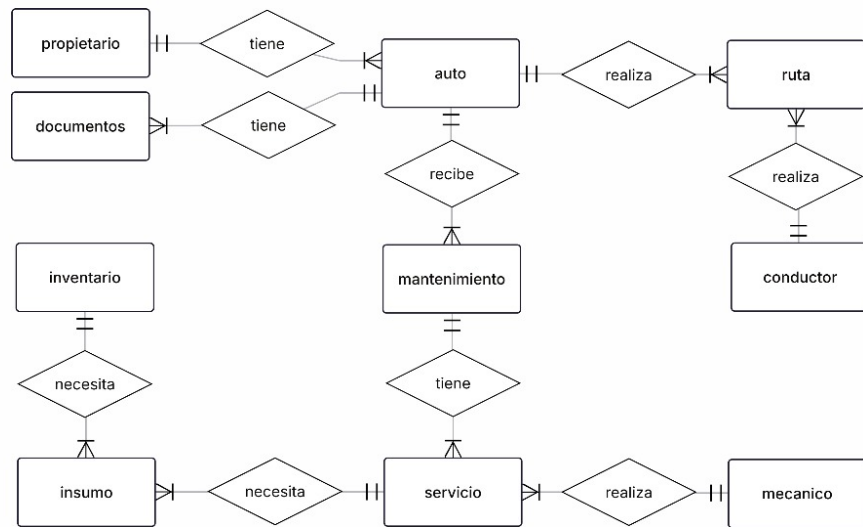 propietario
tiene
auto
realiza
ruta
documentos
tiene
recibe
realiza
inventario
mantenimiento
conductor
necesita
tiene
insumo
necesita
servicio
realiza
mecanico